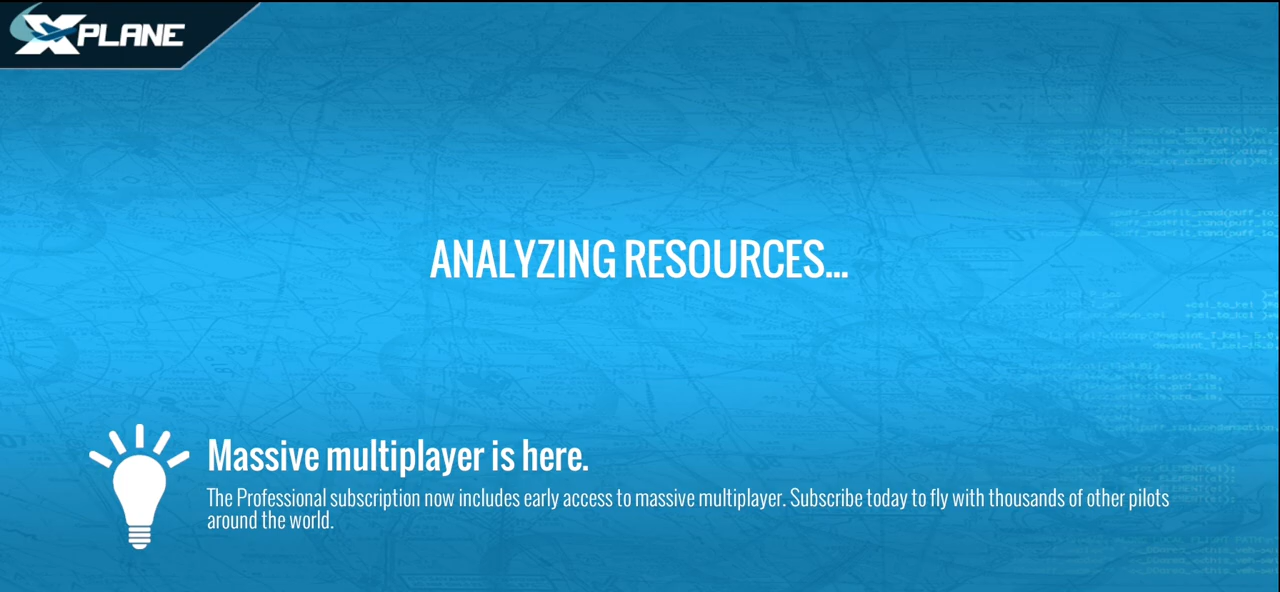 XPLANE
ANALYZING RESOURCES...
Massive multiplayer is here.
The Professional subscription now includes early access to massive multiplayer. Subscribe today to fly with thousands of other pilots
around the world.